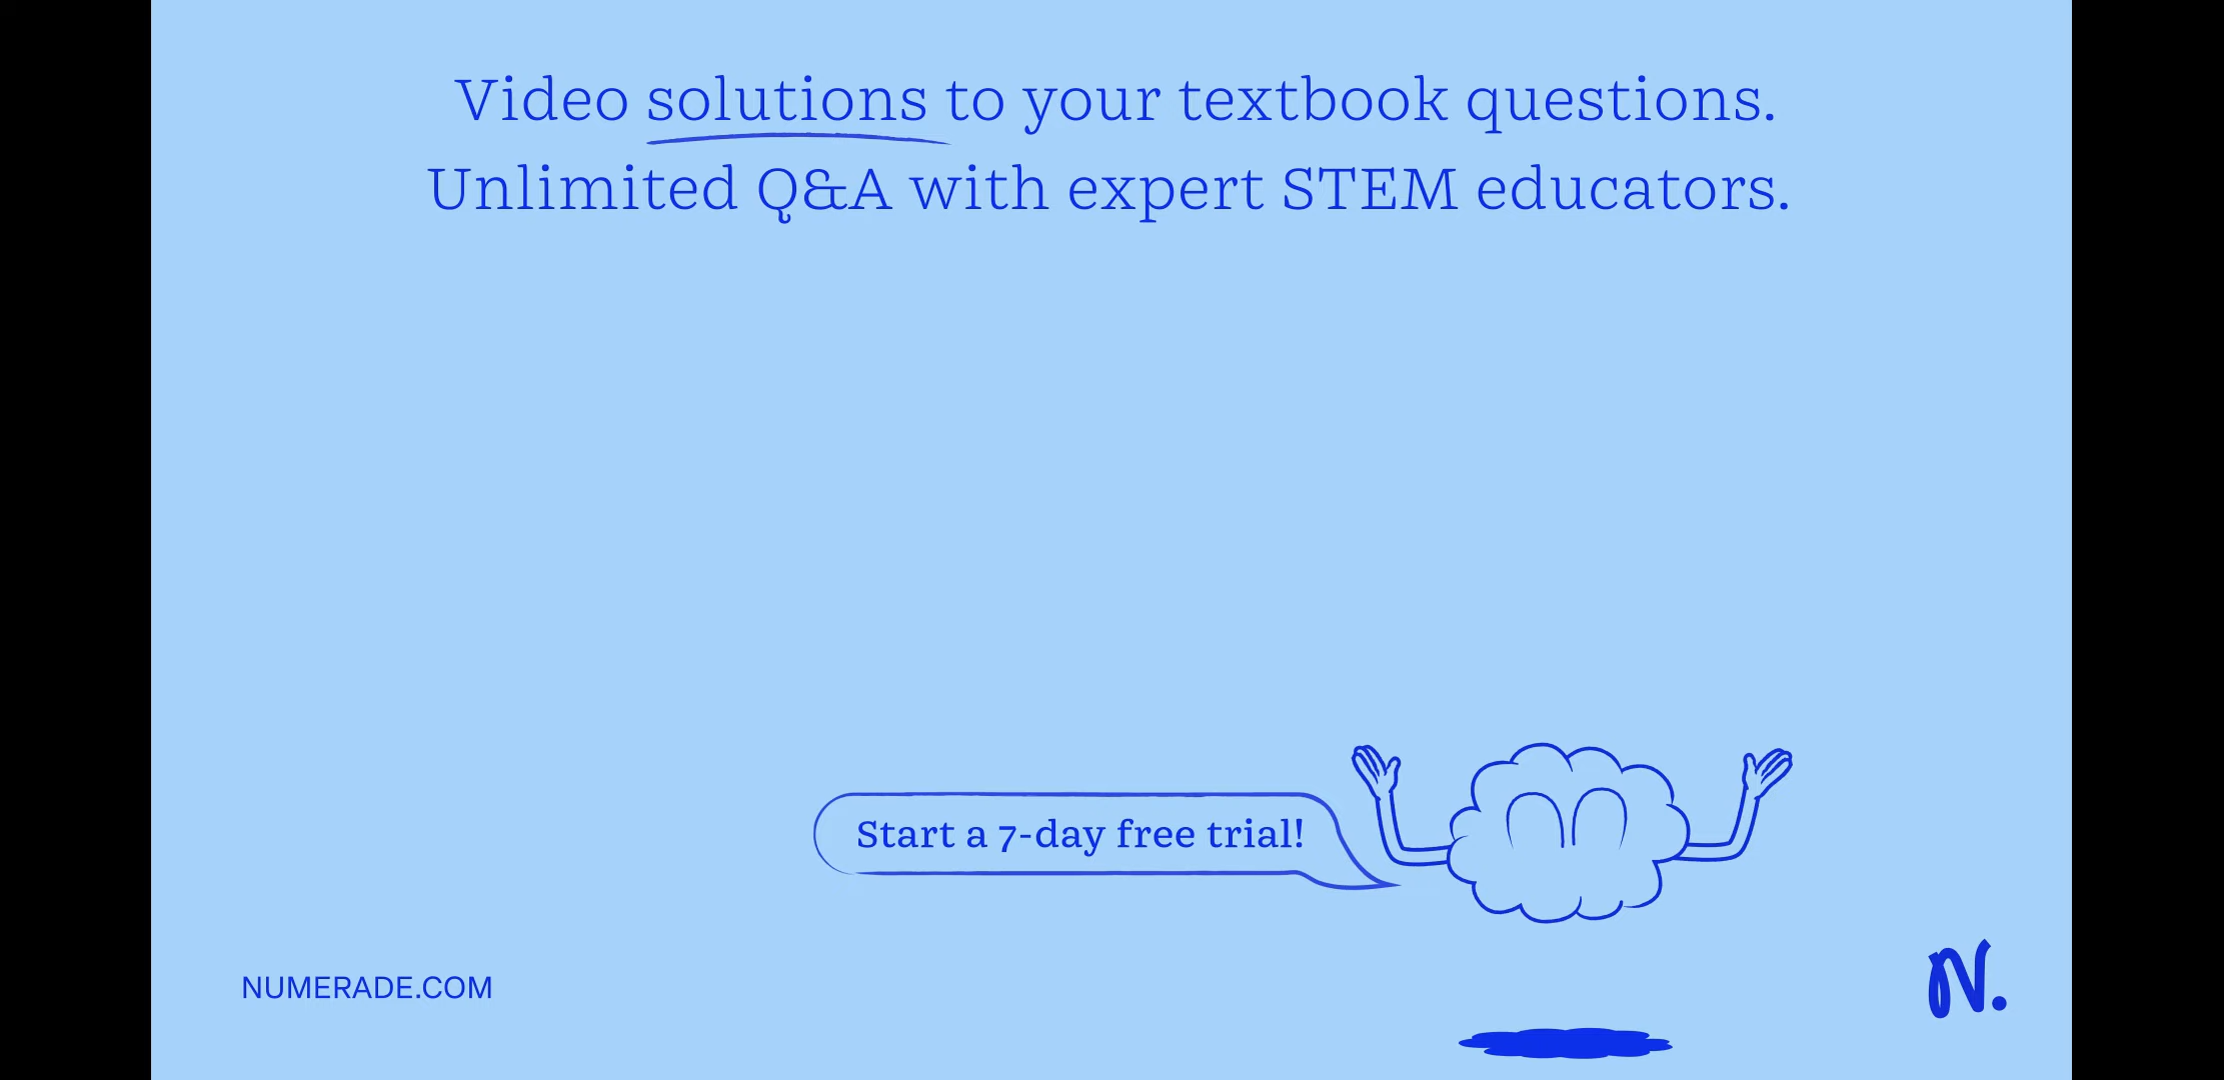 Video solutions to your textbook questions.
Unlimited Q&A with expert STEM educators.
Start a 7-day free trial!
NUMERADE.COM
N.